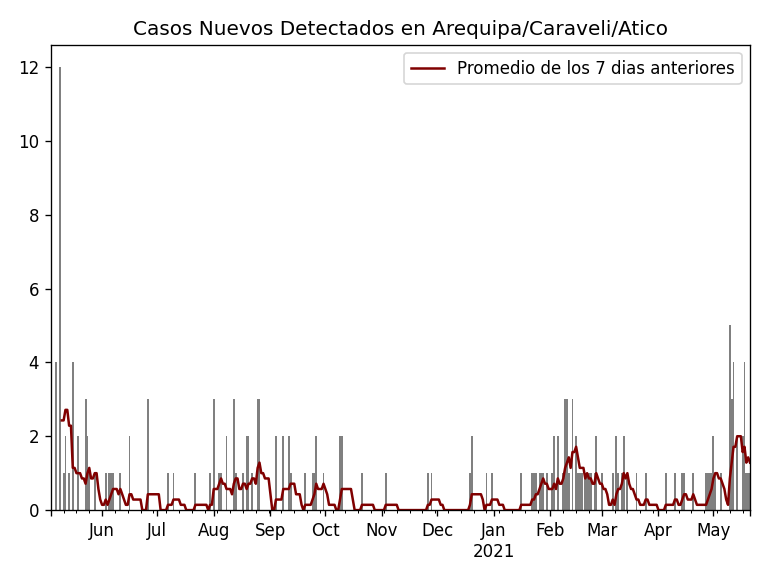 Casos Nuevos Detectados en Arequipa/Caraveli/Atico
Promedio de los 7 dias anteriores
12
10
8
6
4
2
0
Jun Jul Aug Sep Oct Nov Dec Jan Feb Mar Apr May
2021